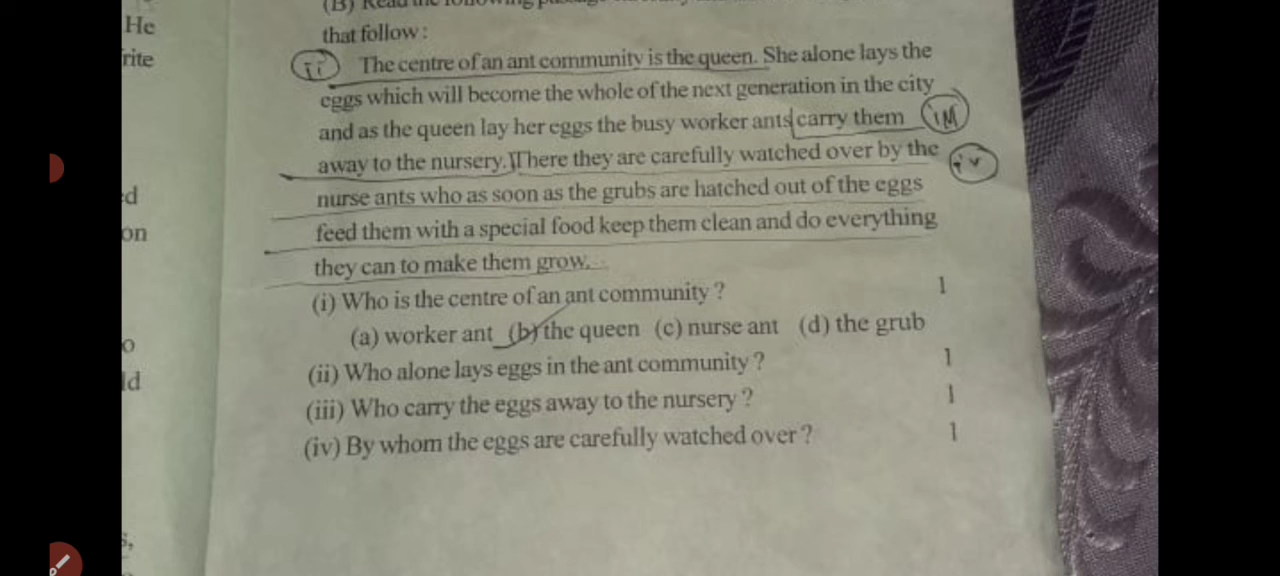 He
rite
ed
on
o
ld
s,
(B) Read the following
that follow :
(ii) The centre of an ant community is the queen. She alone lays the
eggs which will become the whole of the next generation in the city
and as the queen lay her eggs the busy worker ants carry them
away to the nursery. There they are carefully watched over by the
nurse ants who as soon as the grubs are hatched out of the eggs
feed them with a special food keep them clean and do everything
they can to make them grow.
(i) Who is the centre of an ant community ? 1
(a) worker ant (b) the queen (c) nurse ant (d) the grub
(ii) Who alone lays eggs in the ant community ? 1
(iii) Who carry the eggs away to the nursery ? 1
(iv) By whom the eggs are carefully watched over ? 1